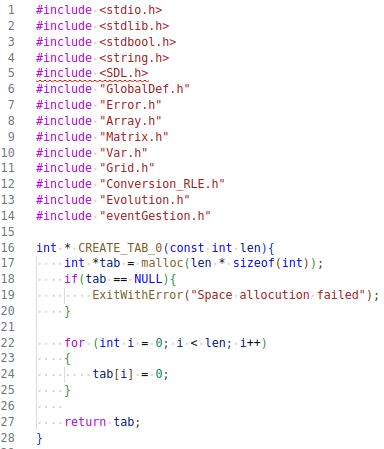 1 #include <stdio.h>
2 #include <stdlib.h>
3 #include <stdbool.h>
4 #include <string.h>
5 #include <SDL.h>
6 #include "GlobalDef.h"
7 #include "Error.h"
8 #include "Array.h"
9 #include "Matrix.h"
10 #include "Var.h"
11 #include "Grid.h"
12 #include "Conversion_RLE.h"
13 #include "Evolution.h"
14 #include "eventGestion.h"
15
16 int * CREATE_TAB_0(const int len){
17     int *tab = malloc(len * sizeof(int));
18     if(tab == NULL){
19         ExitWithError("Space allocution failed");
20     }
21
22     for (int i = 0; i < len; i++)
23     {
24         tab[i] = 0;
25     }
26
27     return tab;
28 }